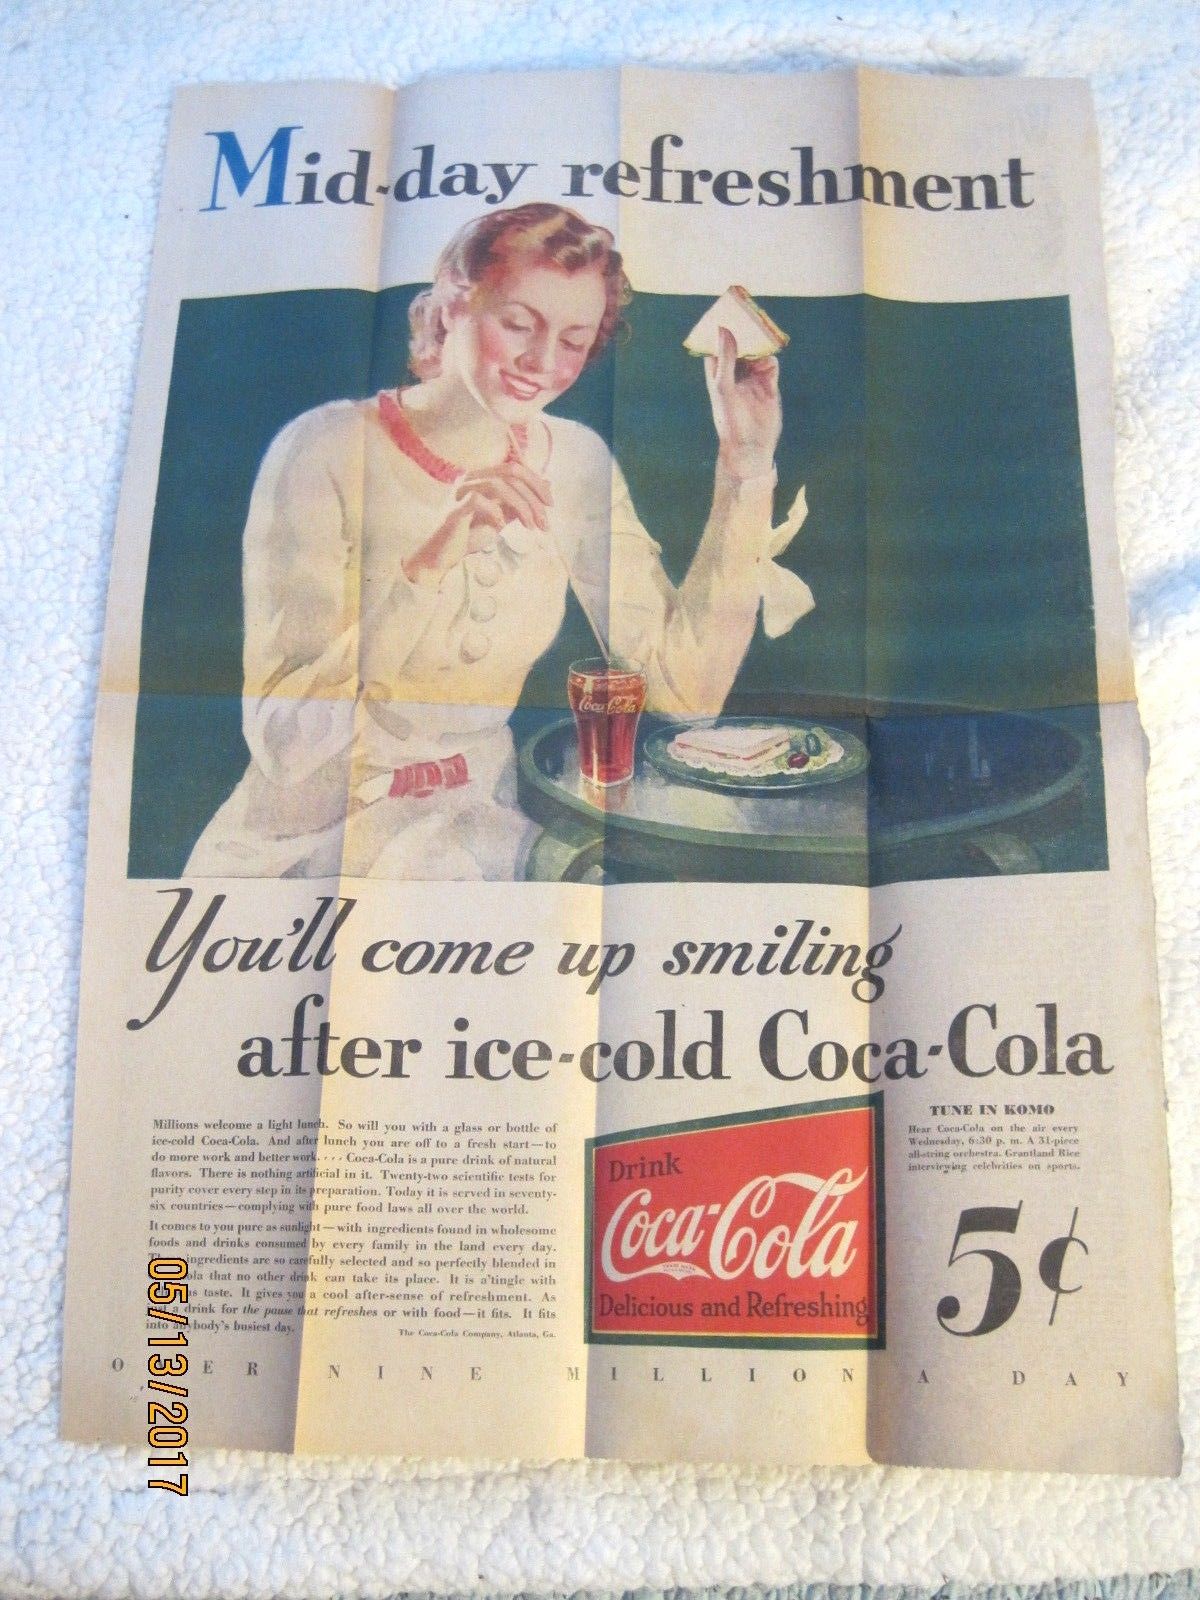 Mid-day refreshment
Coca-Cola
You'll come up smiling
after ice-cold Coca-Cola
Millions welcome a light lunch. So will you with a glass or bottle of
ice-cold Coca-Cola. And after lunch you are off to a fresh start—to
do more work and better work.... Coca-Cola is a pure drink of natural
flavors. There is nothing artificial in it. Twenty-two scientific tests for
purity cover every step in its preparation. Today it is served in seventy-
six countries—complying with pure food laws all over the world.
It comes to you pure as sunlight—with ingredients found in wholesome
foods and drinks consumed by every family in the land every day.
ingredients are so carefully selected and so perfectly blended in
that no other drink can take its place. It is a'tingle with
taste. It gives you a cool after-sense of refreshment. As
a drink for the pause that refreshes or with food—it fits. It fits
into anybody's busiest day.
The Coca-Cola Company, Atlanta, Ga.
Drink
Coca-Cola
Delicious and Refreshing
TUNE IN KOMO
Hear Coca-Cola on the air every
Wednesday, 6:30 p. m. A 31-piece
all-string orchestra. Grantland Rice
interviewing celebrities on sports.
5¢
NINE MILLION A DAY
05/13/2017